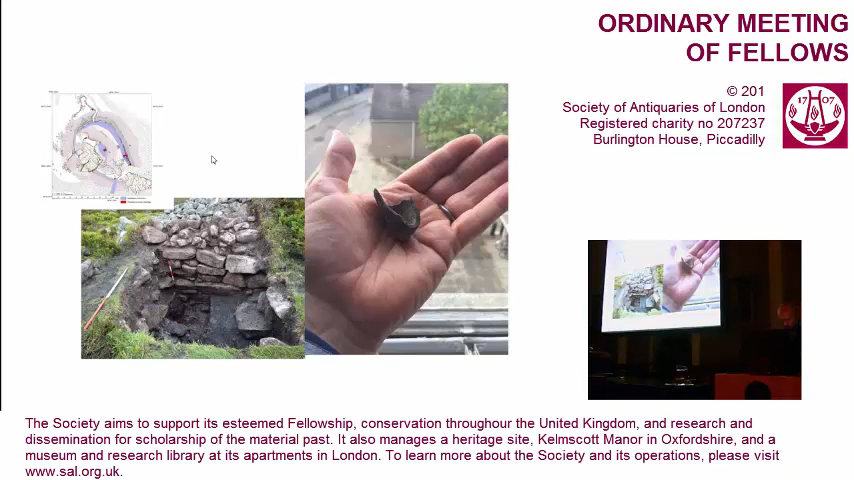 ORDINARY MEETING
OF FELLOWS
© 201
Society of Antiquaries of London
Registered charity no 207237
Burlington House, Piccadilly
17 07
The Society aims to support its esteemed Fellowship, conservation throughour the United Kingdom, and research and
dissemination for scholarship of the material past. It also manages a heritage site, Kelmscott Manor in Oxfordshire, and a
museum and research library at its apartments in London. To learn more about the Society and its operations, please visit
www.sal.org.uk.